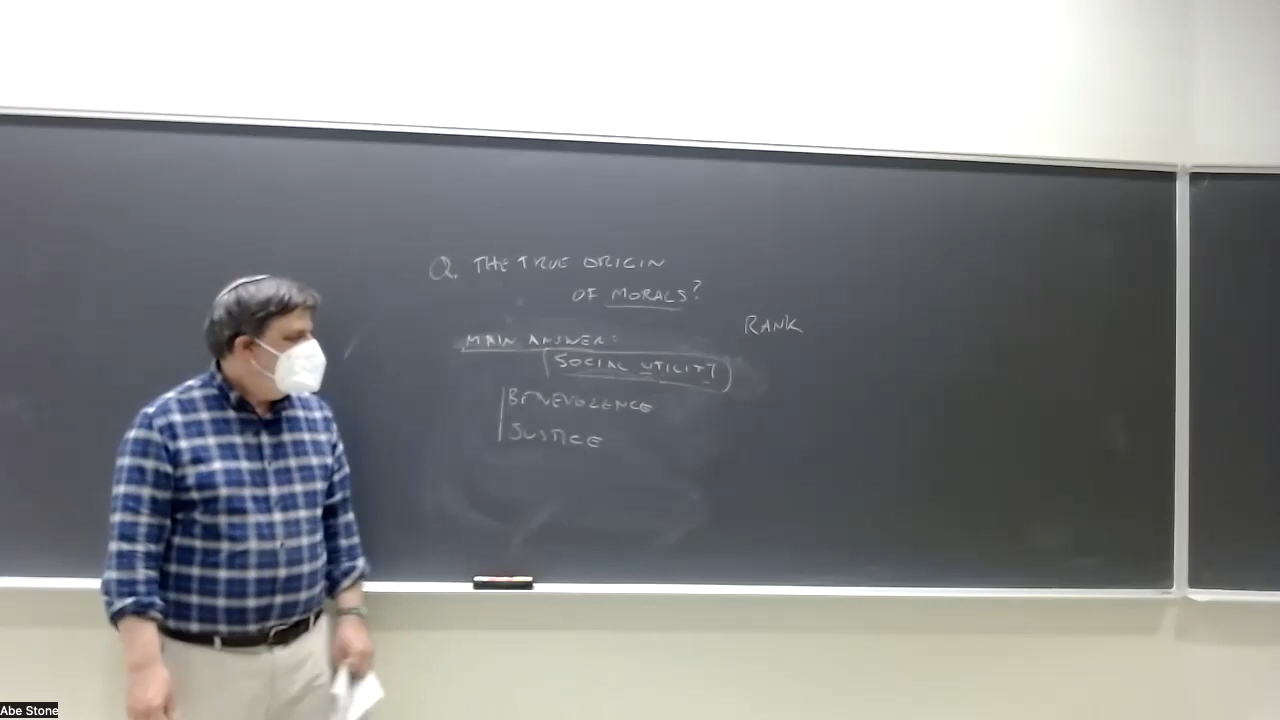 Q. THE TRUE ORIGIN
OF MORALS?
RANK
MAIN ANSWER:
SOCIAL UTILITY
BENEVOLENCE
JUSTICE
Abe Stone